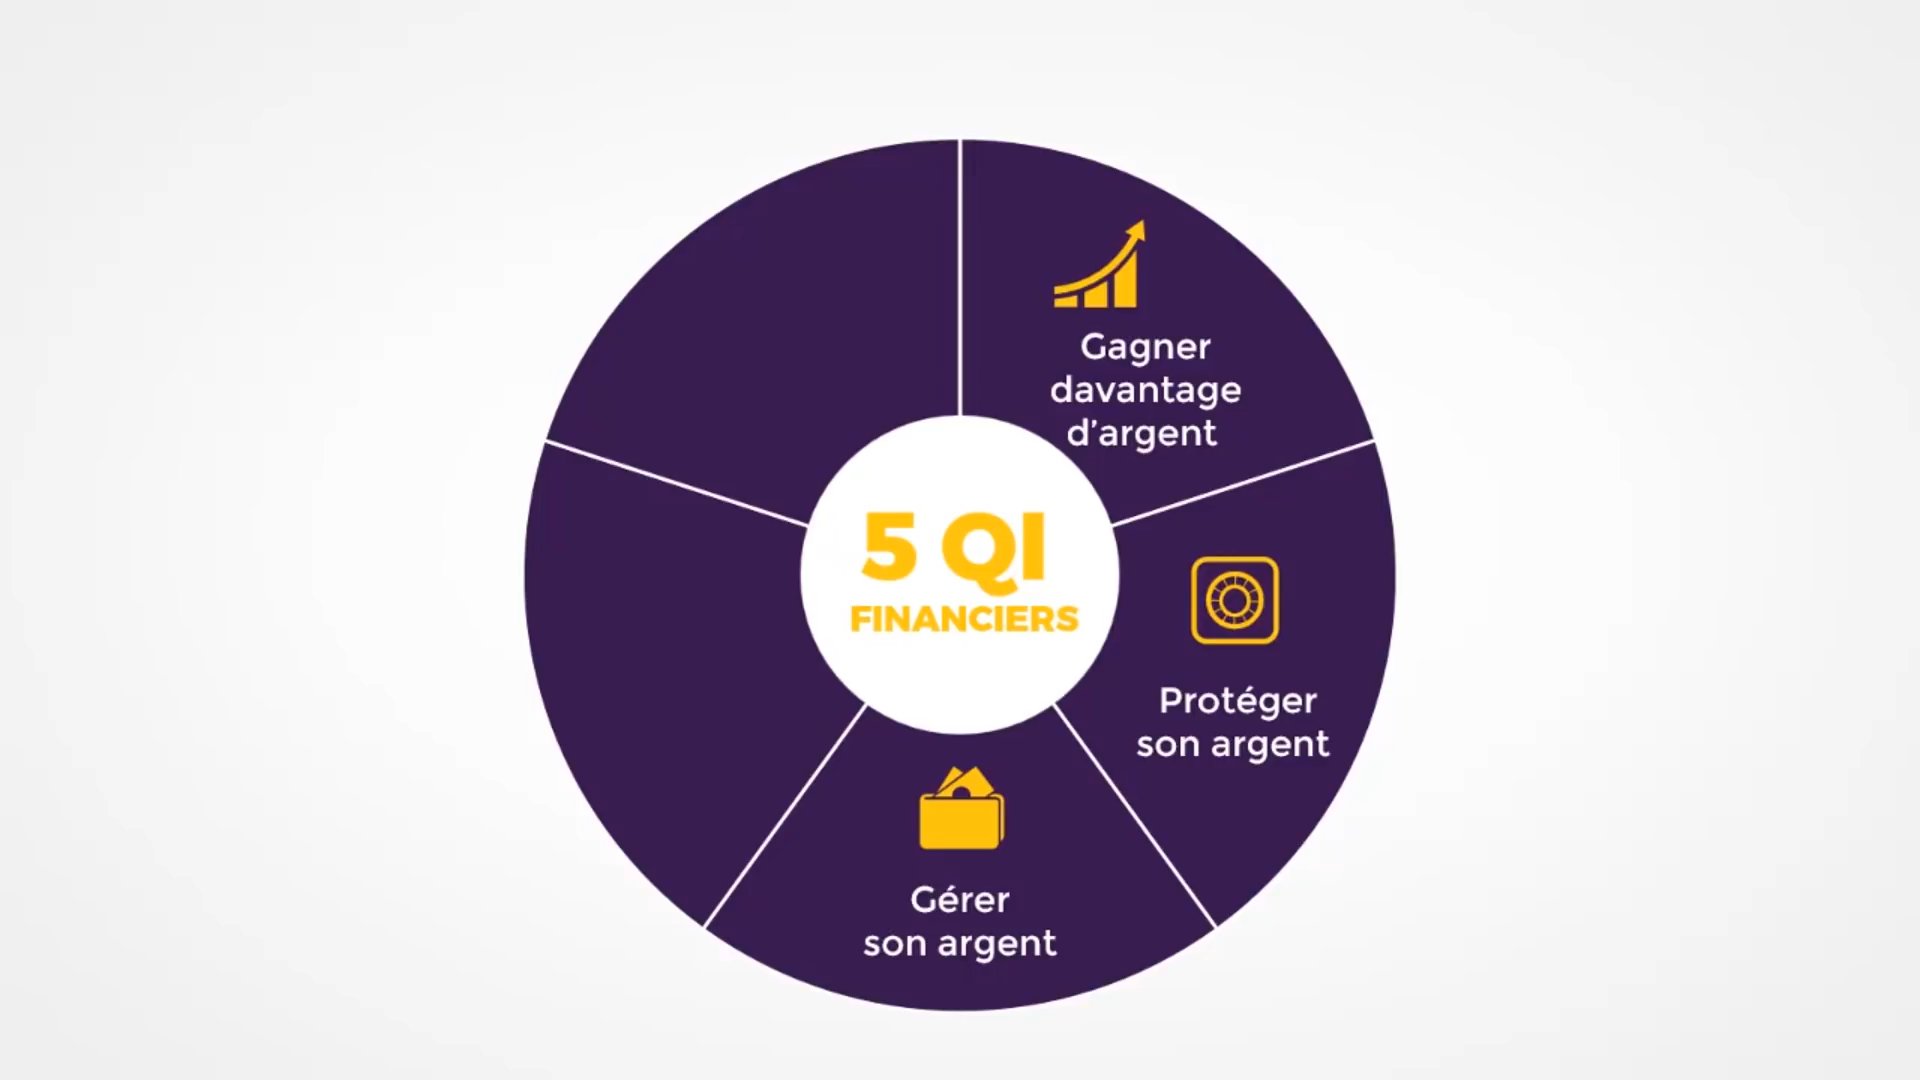 Gagner
davantage
d’argent
5 QI
FINANCIERS
Protéger
son argent
Gérer
son argent